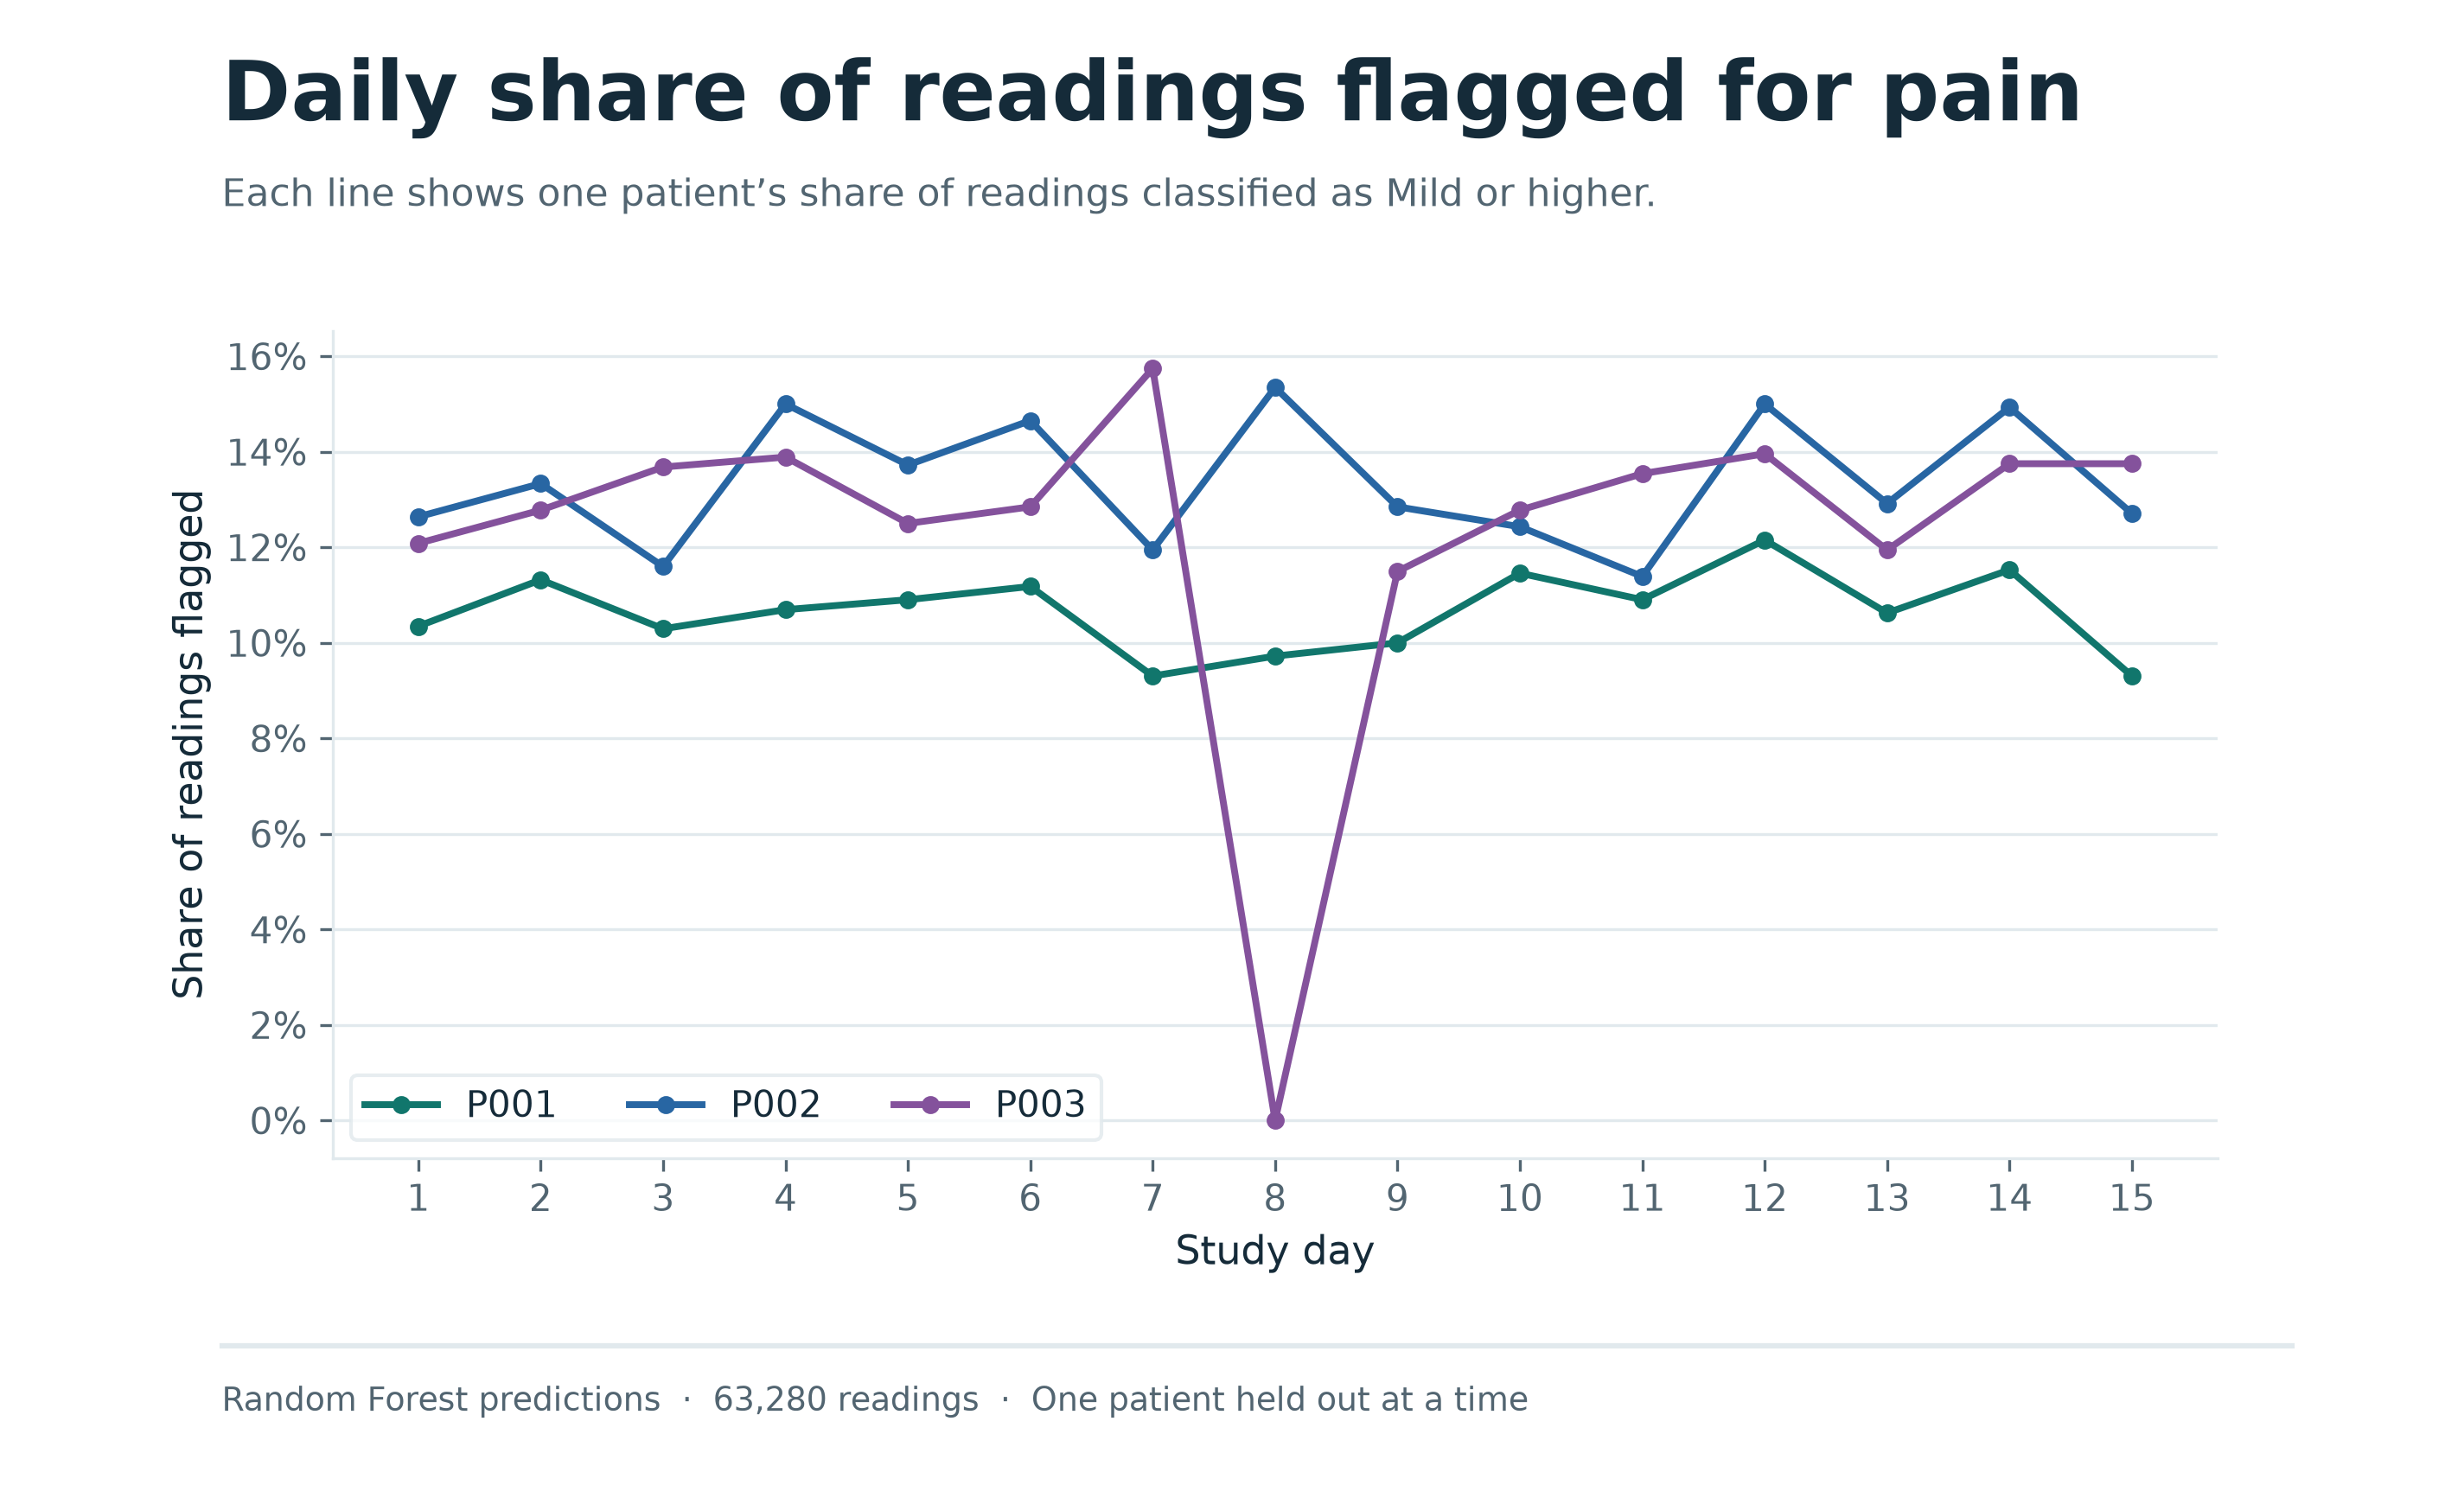 Daily share of readings flagged for pain
Each line shows one patient’s share of readings classified as Mild or higher.
Share of readings flagged
16%
14%
12%
10%
8%
6%
4%
2%
0%
P001 P002 P003
1 2 3 4 5 6 7 8 9 10 11 12 13 14 15
Study day
Random Forest predictions · 63,280 readings · One patient held out at a time